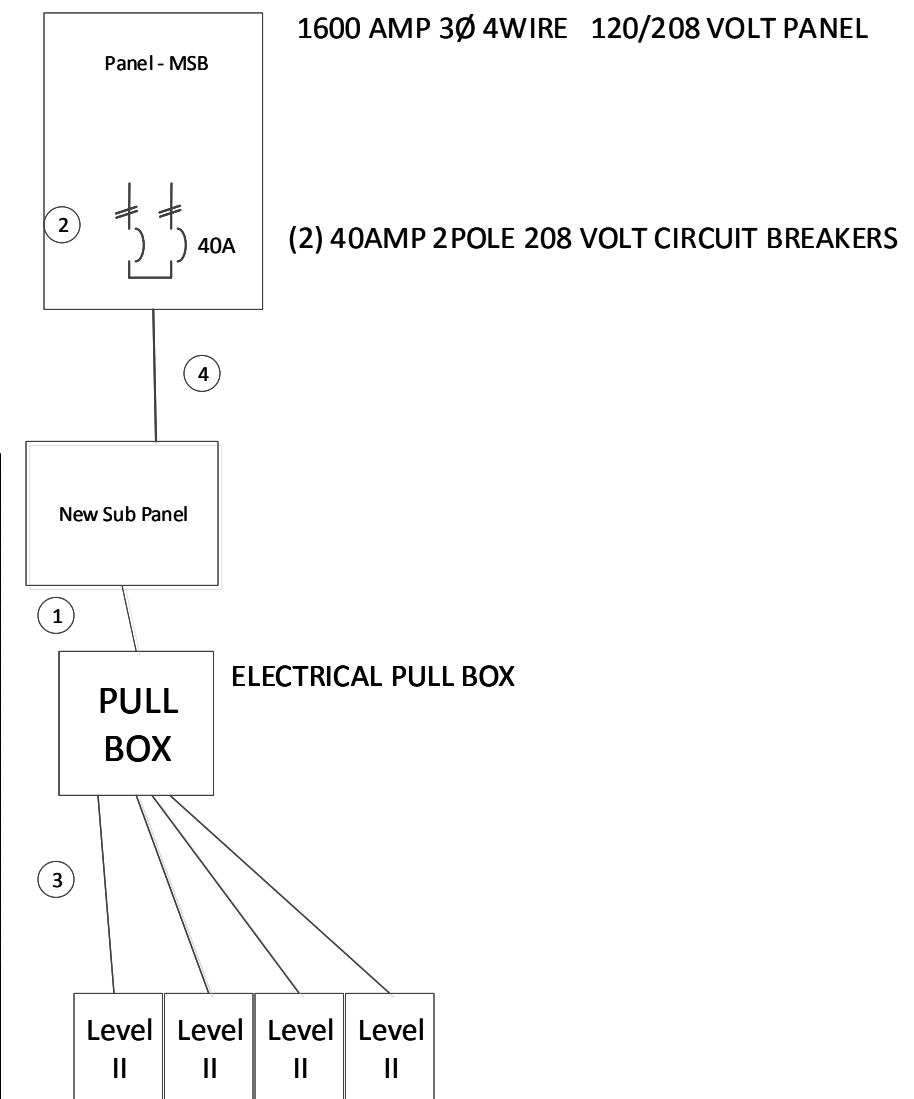 1600 AMP 3Ø 4WIRE 120/208 VOLT PANEL
Panel - MSB
2
40A
(2) 40AMP 2POLE 208 VOLT CIRCUIT BREAKERS
4
New Sub Panel
1
ELECTRICAL PULL BOX
PULL
BOX
3
Level
II
Level
II
Level
II
Level
II